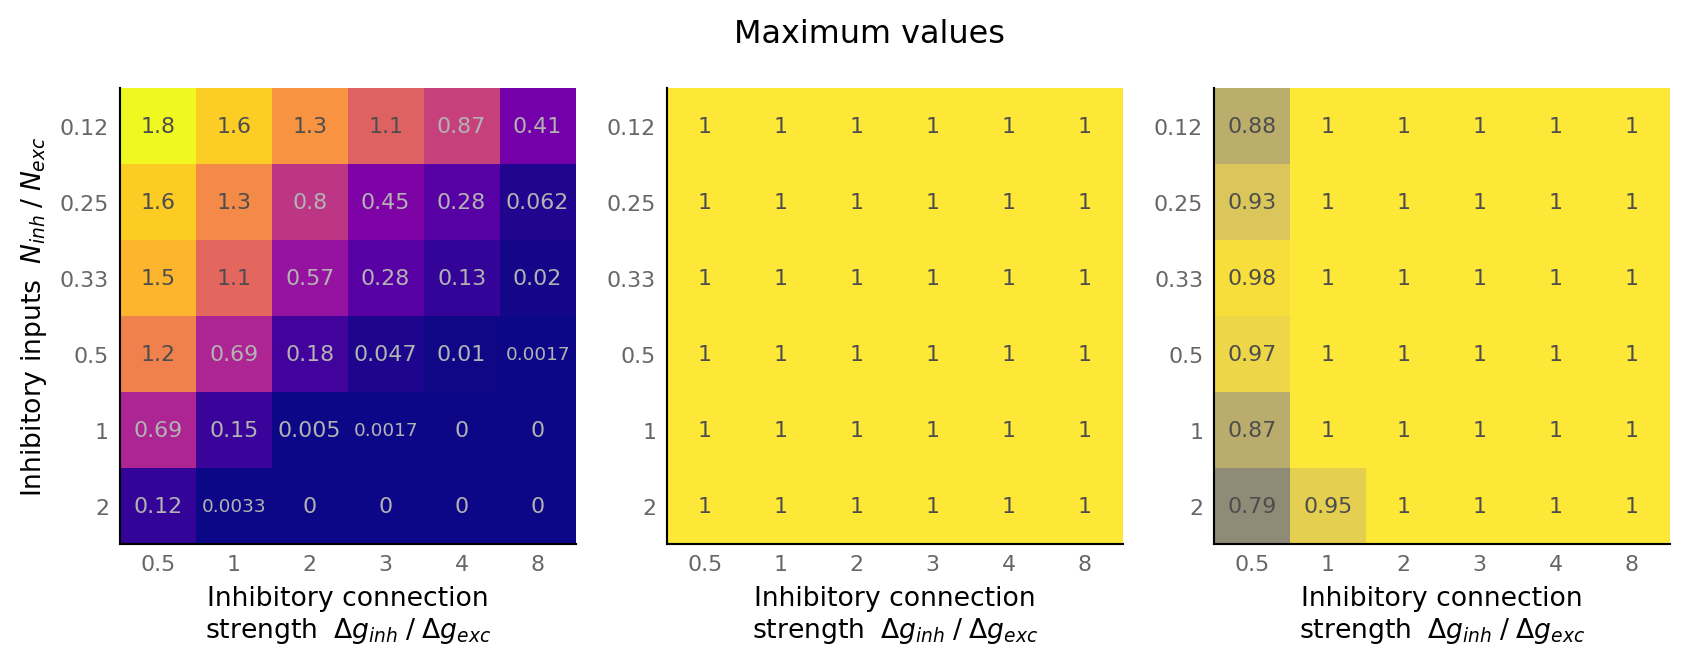 Maximum values
Inhibitory inputs N_inh / N_exc
0.12 1.8 1.6 1.3 1.1 0.87 0.41
0.25 1.6 1.3 0.8 0.45 0.28 0.062
0.33 1.5 1.1 0.57 0.28 0.13 0.02
0.5 1.2 0.69 0.18 0.047 0.01 0.0017
1 0.69 0.15 0.005 0.0017 0 0
2 0.12 0.0033 0 0 0 0
0.5 1 2 3 4 8
Inhibitory connection
strength Δg_inh / Δg_exc
0.12 1 1 1 1 1 1
0.25 1 1 1 1 1 1
0.33 1 1 1 1 1 1
0.5 1 1 1 1 1 1
1 1 1 1 1 1 1
2 1 1 1 1 1 1
0.5 1 2 3 4 8
Inhibitory connection
strength Δg_inh / Δg_exc
0.12 0.88 1 1 1 1 1
0.25 0.93 1 1 1 1 1
0.33 0.98 1 1 1 1 1
0.5 0.97 1 1 1 1 1
1 0.87 1 1 1 1 1
2 0.79 0.95 1 1 1 1
0.5 1 2 3 4 8
Inhibitory connection
strength Δg_inh / Δg_exc